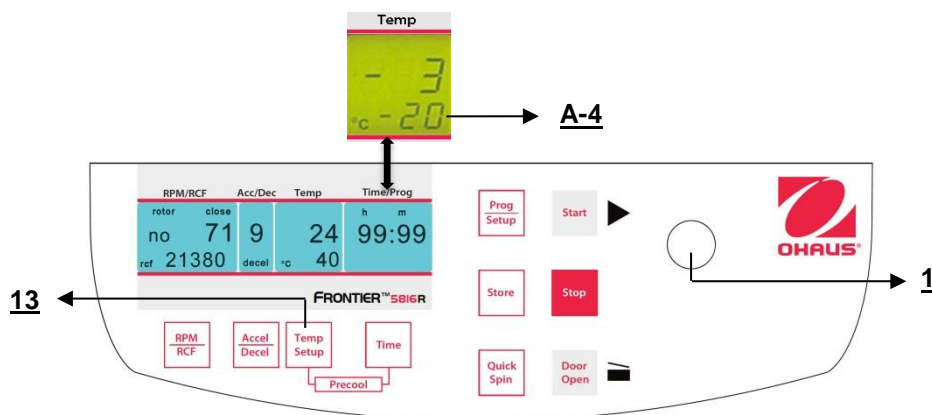 Temp
- 3
°C -20
A-4
RPM/RCF Acc/Dec Temp Time/Prog
rotor close h m
no 71 9 24 99:99
rcf 21380 decel °C 40
FRONTIER™ 5816R
13
RPM
RCF
Accel
Decel
Temp
Setup
Time
Precool
Prog
Setup
Start
Store
Stop
Quick
Spin
Door
Open
OHAUS®
1